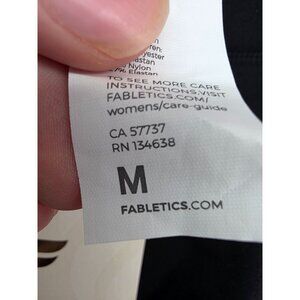 Nylon
Elastan
TO SEE MORE CARE
INSTRUCTIONS,VISIT
FABLETICS.COM/
womens/care-guide
CA 57737
RN 134638
M
FABLETICS.COM